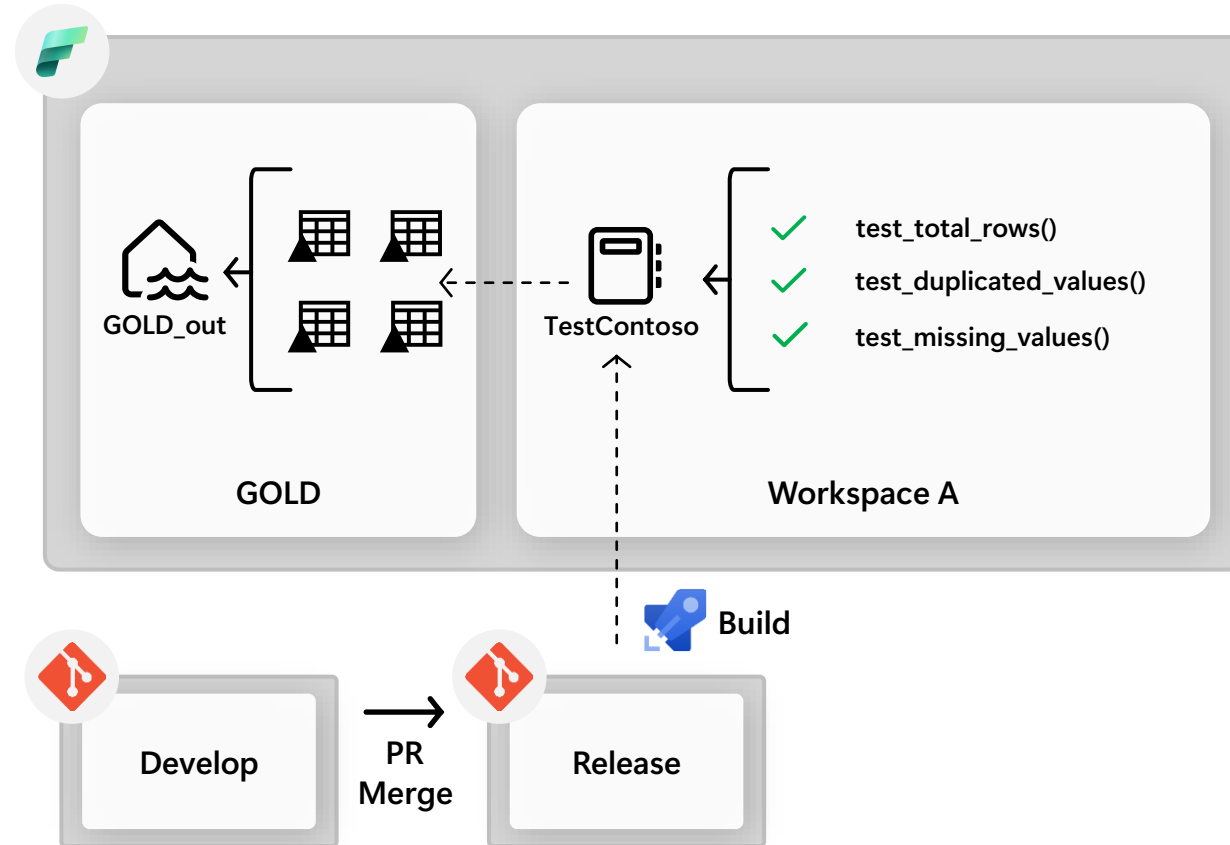 test_total_rows()
test_duplicated_values()
test_missing_values()
GOLD_out
TestContoso
GOLD
Workspace A
Build
Develop
PR
Merge
Release